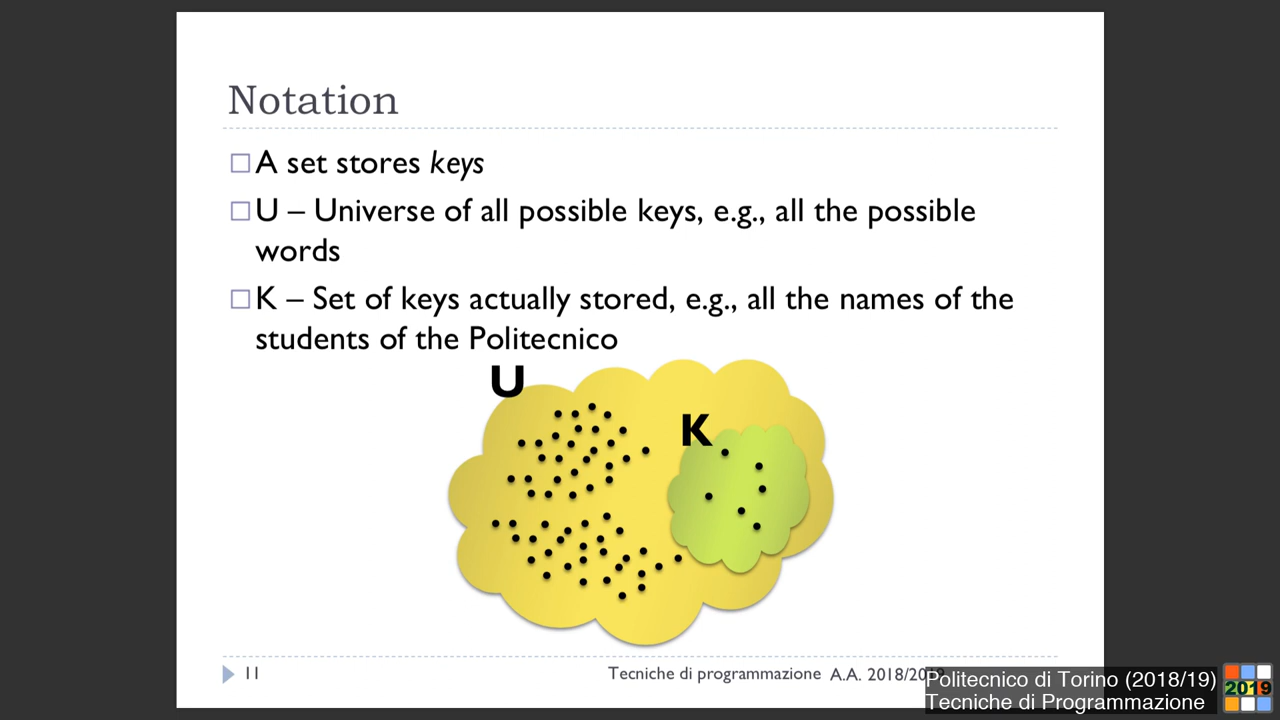 Notation
A set stores keys
U – Universe of all possible keys, e.g., all the possible
words
K – Set of keys actually stored, e.g., all the names of the
students of the Politecnico
U
K
11
Tecniche di programmazione A.A. 2018/20
Politecnico di Torino (2018/19)
Tecniche di Programmazione
2019